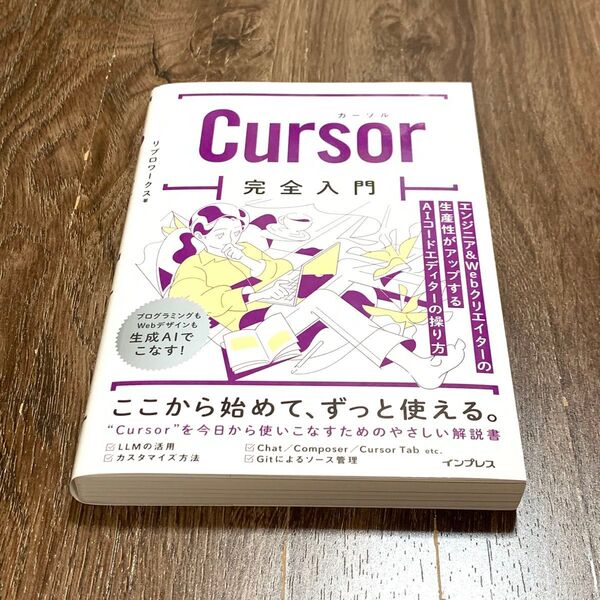 カーソル
Cursor
完全入門
リブロワークス 著
エンジニア&Webクリエイターの
生産性がアップする
AIコードエディターの操り方
プログラミングも
Webデザインも
生成AIで
こなす!
ここから始めて、ずっと使える。
“Cursor”を今日から使いこなすためのやさしい解説書
LLMの活用
カスタマイズ方法
Chat/Composer/Cursor Tab etc.
Gitによるソース管理
インプレス